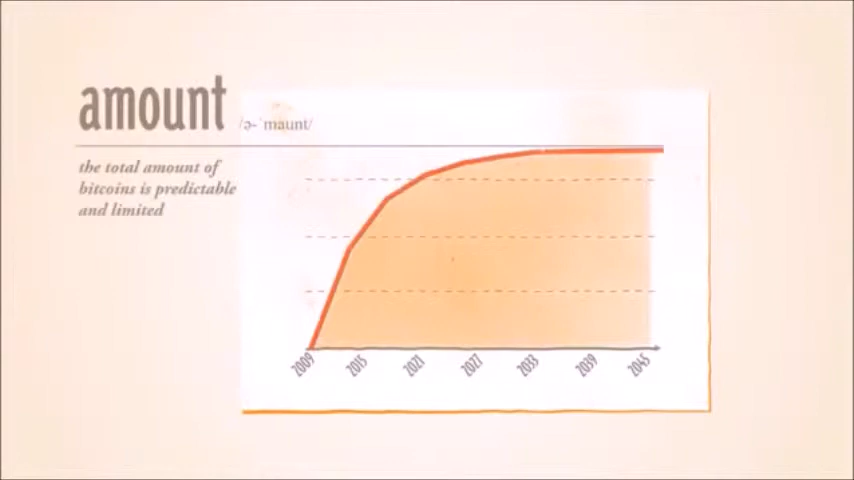 amount /ə-ˈmaunt/
the total amount of
bitcoins is predictable
and limited
2009 2015 2021 2027 2033 2039 2045